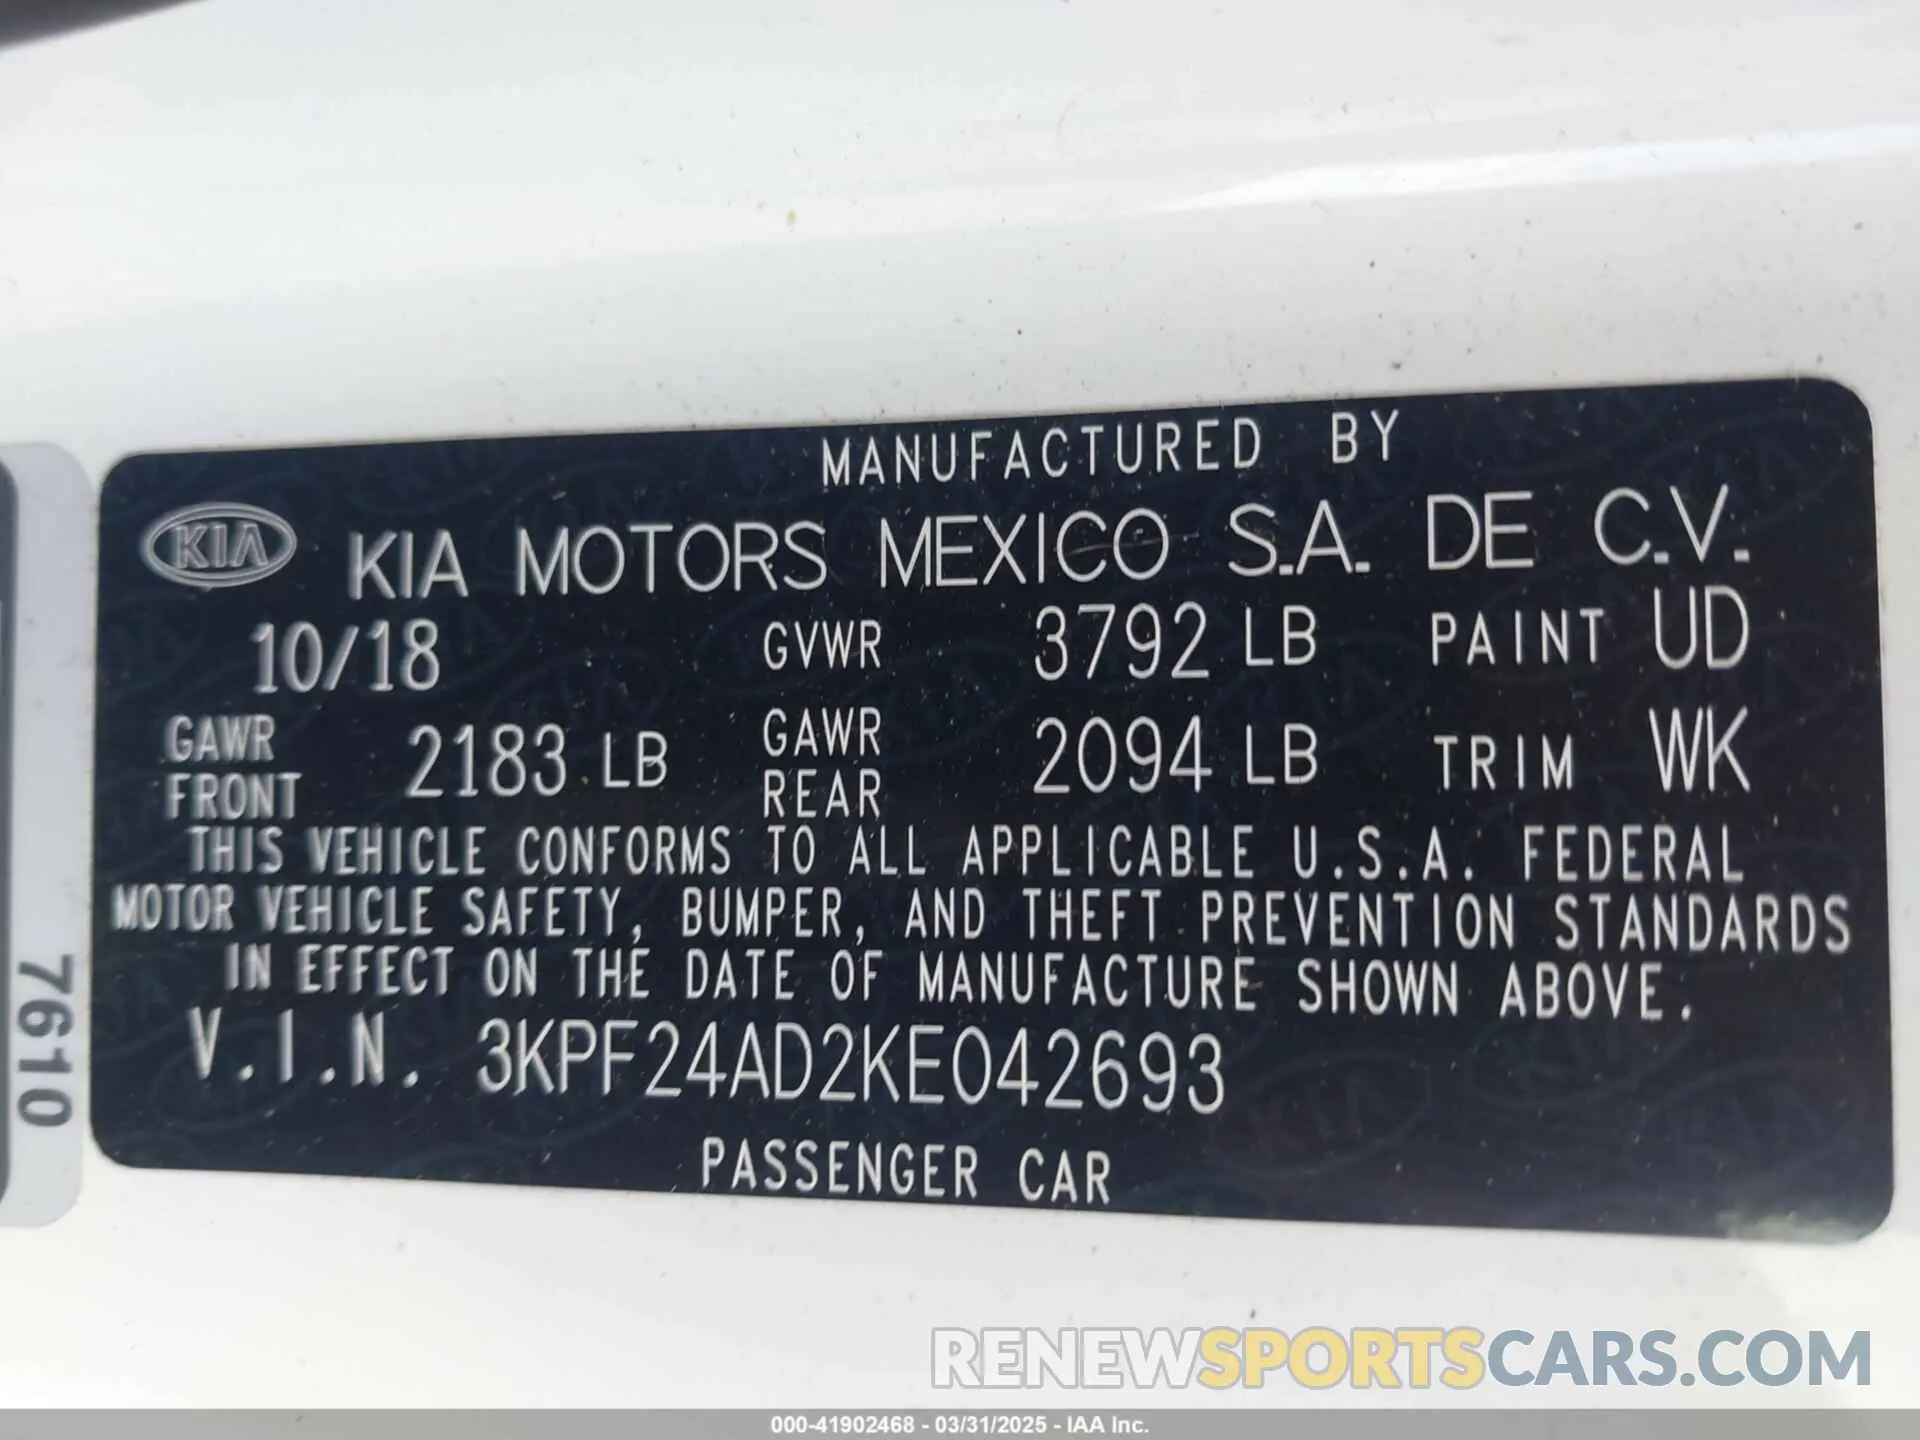 MANUFACTURED BY
KIA KIA MOTORS MEXICO S.A. DE C.V.
10/18 GVWR 3792 LB PAINT UD
GAWR FRONT 2183 LB GAWR REAR 2094 LB TRIM WK
THIS VEHICLE CONFORMS TO ALL APPLICABLE U.S.A. FEDERAL
MOTOR VEHICLE SAFETY, BUMPER, AND THEFT PREVENTION STANDARDS
IN EFFECT ON THE DATE OF MANUFACTURE SHOWN ABOVE.
V.I.N. 3KPF24AD2KE042693
PASSENGER CAR
7610
RENEWSPORTSCARS.COM
000-41902468 - 03/31/2025 - IAA Inc.